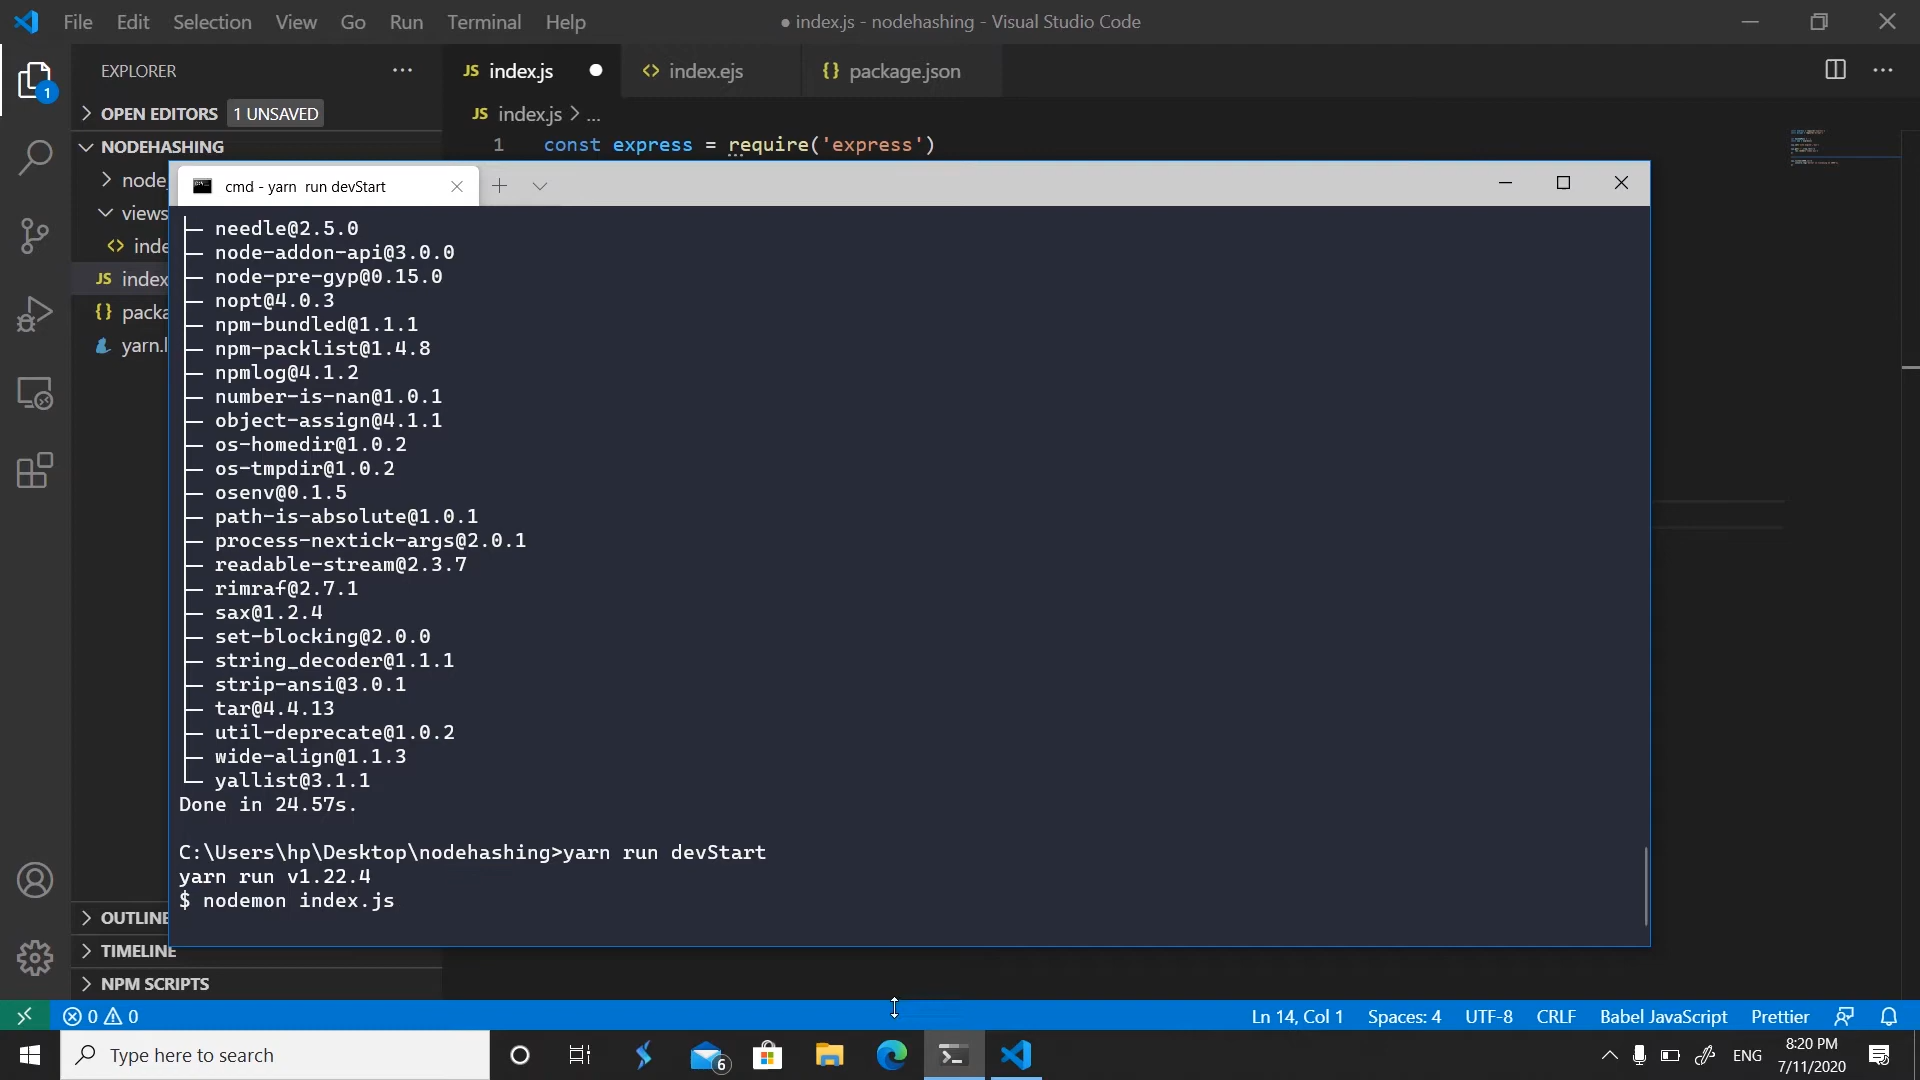 File Edit Selection View Go Run Terminal Help
● index.js - nodehashing - Visual Studio Code
EXPLORER
JS index.js
<> index.ejs
{} package.json
1
OPEN EDITORS 1 UNSAVED
JS index.js > ...
NODEHASHING
1 const express = require('express')
node_
views
<> inde
JS index
{} packa
yarn.l
cmd - yarn run devStart
├─ needle@2.5.0
├─ node-addon-api@3.0.0
├─ node-pre-gyp@0.15.0
├─ nopt@4.0.3
├─ npm-bundled@1.1.1
├─ npm-packlist@1.4.8
├─ npmlog@4.1.2
├─ number-is-nan@1.0.1
├─ object-assign@4.1.1
├─ os-homedir@1.0.2
├─ os-tmpdir@1.0.2
├─ osenv@0.1.5
├─ path-is-absolute@1.0.1
├─ process-nextick-args@2.0.1
├─ readable-stream@2.3.7
├─ rimraf@2.7.1
├─ sax@1.2.4
├─ set-blocking@2.0.0
├─ string_decoder@1.1.1
├─ strip-ansi@3.0.1
├─ tar@4.4.13
├─ util-deprecate@1.0.2
├─ wide-align@1.1.3
└─ yallist@3.1.1
Done in 24.57s.
C:\Users\hp\Desktop\nodehashing>yarn run devStart
yarn run v1.22.4
$ nodemon index.js
OUTLINE
TIMELINE
NPM SCRIPTS
0 0
Ln 14, Col 1 Spaces: 4 UTF-8 CRLF Babel JavaScript Prettier
Type here to search
6
ENG
8:20 PM
7/11/2020